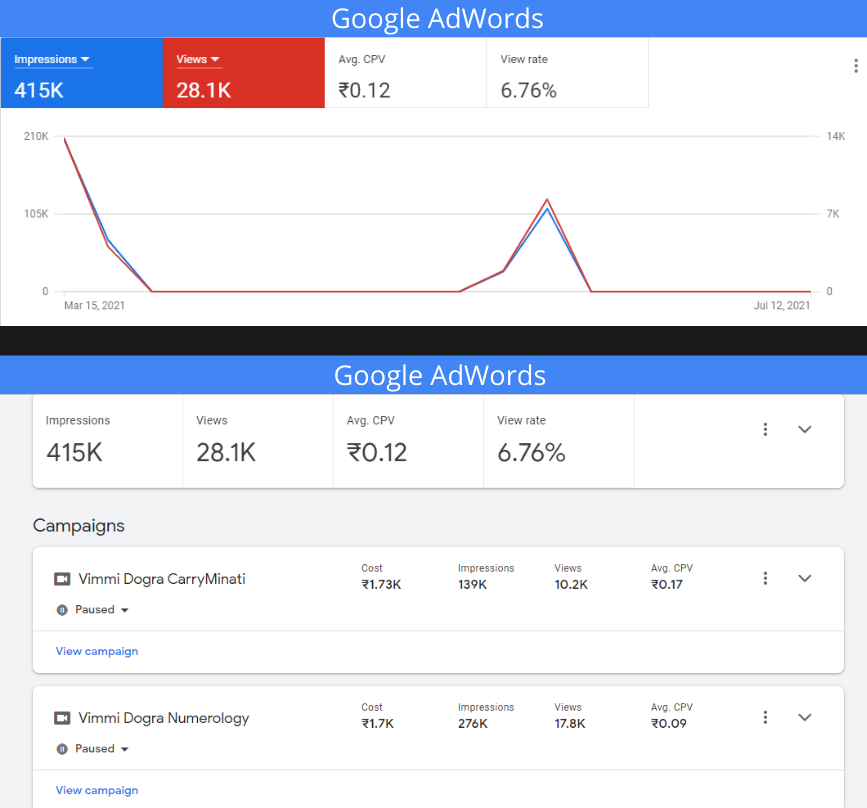 Google AdWords
Impressions Views Avg. CPV View rate
415K 28.1K ₹0.12 6.76%
210K 14K
105K 7K
0 0
Mar 15, 2021 Jul 12, 2021
Google AdWords
Impressions Views Avg. CPV View rate
415K 28.1K ₹0.12 6.76%
Campaigns
Cost Impressions Views Avg. CPV
Vimmi Dogra CarryMinati ₹1.73K 139K 10.2K ₹0.17
Paused
View campaign
Cost Impressions Views Avg. CPV
Vimmi Dogra Numerology ₹1.7K 276K 17.8K ₹0.09
Paused
View campaign